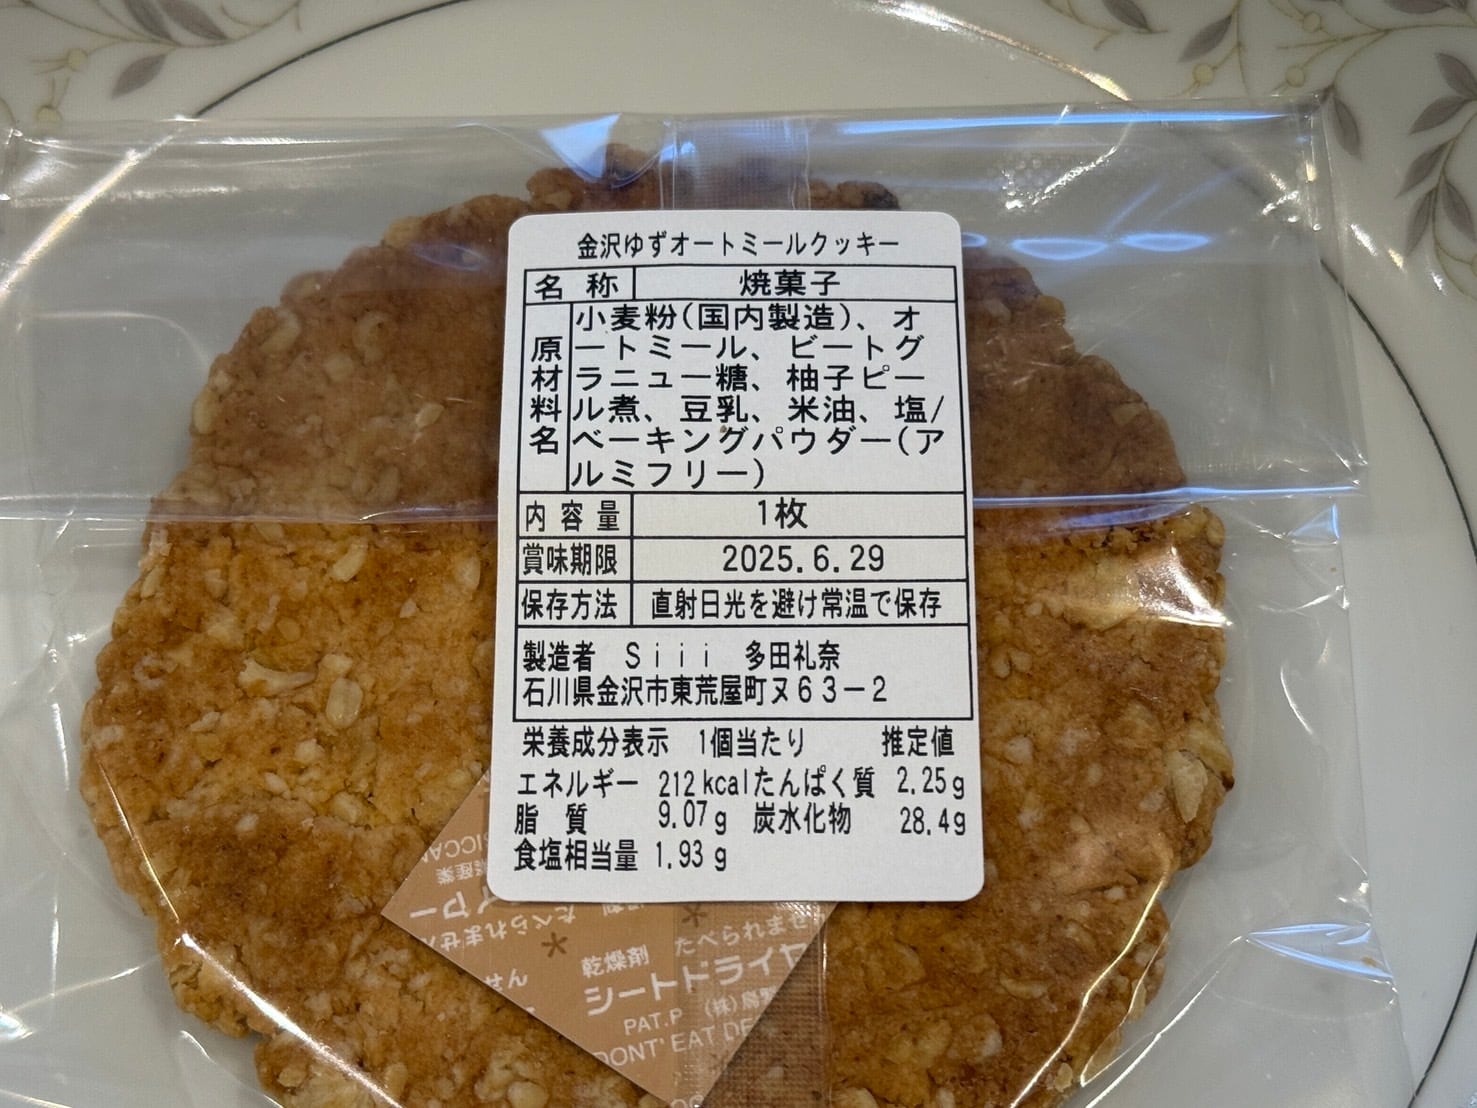 金沢ゆずオートミールクッキー
名称 焼菓子
原材料名 小麦粉(国内製造)、オ
ートミール、ビートグ
ラニュー糖、柚子ピー
ル煮、豆乳、米油、塩/
ベーキングパウダー(ア
ルミフリー)
内容量 1枚
賞味期限 2025.6.29
保存方法 直射日光を避け常温で保存
製造者 Siii 多田礼奈
石川県金沢市東荒屋町ヌ63-2
栄養成分表示 1個当たり 推定値
エネルギー 212kcal たんぱく質 2.25g
脂質 9.07g 炭水化物 28.4g
食塩相当量 1.93g
たべられません
乾燥剤 たべられませ
シートドライヤ
PAT.P (株)
DONT' EAT